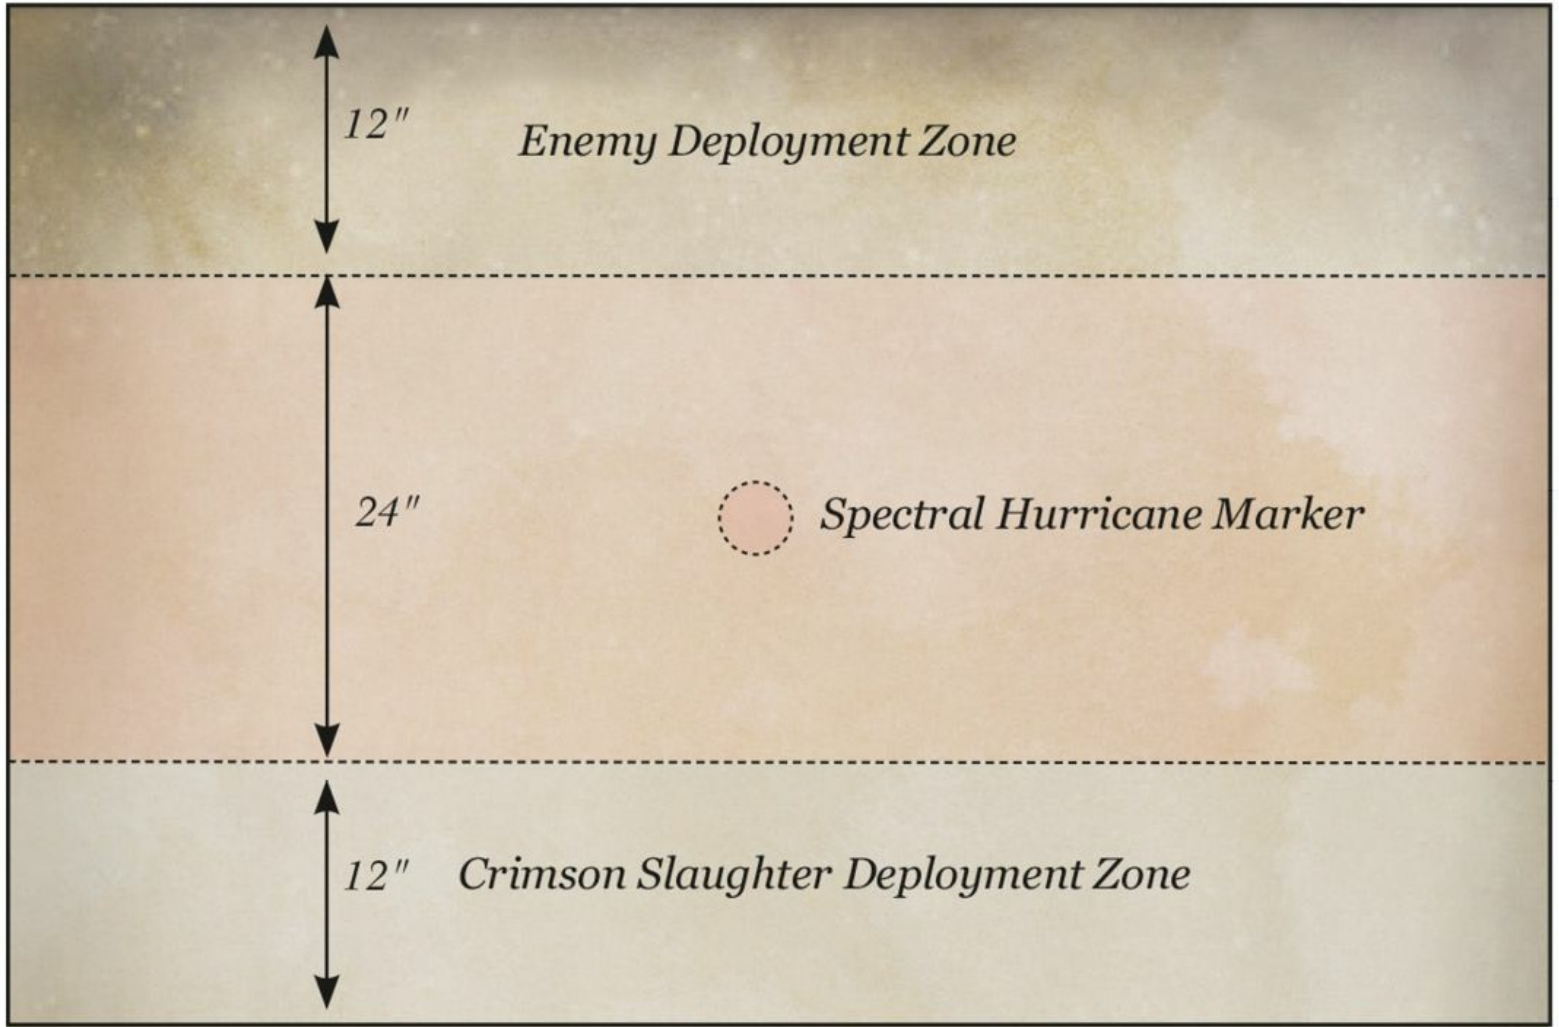 12"
Enemy Deployment Zone
24"
Spectral Hurricane Marker
12"
Crimson Slaughter Deployment Zone